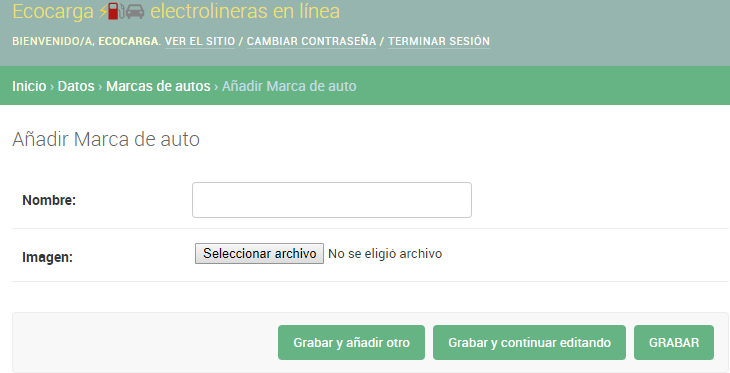 Ecocarga electrolineras en línea
BIENVENIDO/A, ECOCARGA. VER EL SITIO / CAMBIAR CONTRASEÑA / TERMINAR SESIÓN
Inicio › Datos › Marcas de autos › Añadir Marca de auto
Añadir Marca de auto
Nombre:
Imagen: Seleccionar archivo No se eligió archivo
Grabar y añadir otro Grabar y continuar editando GRABAR